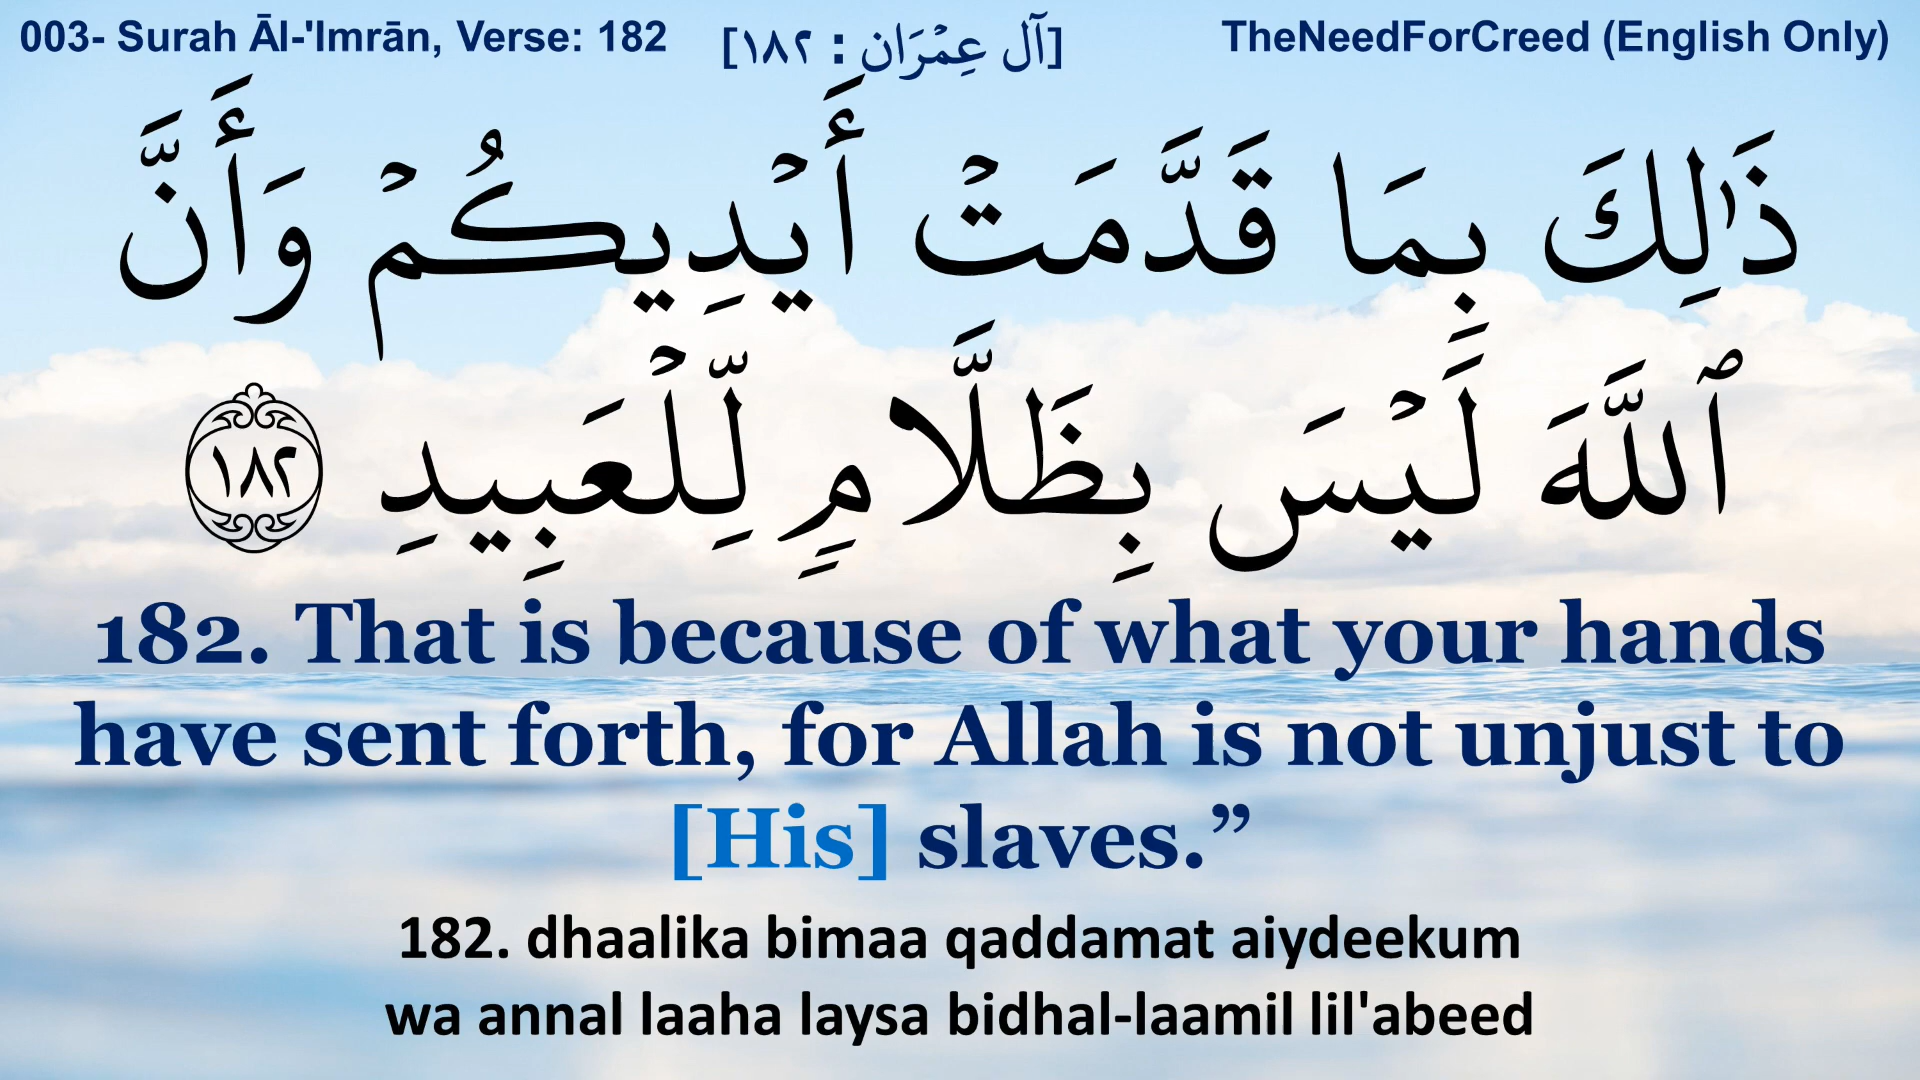 003- Surah Āl-'Imrān, Verse: 182 [آل عِمْرَان : ١٨٢] TheNeedForCreed (English Only)
ذَٰلِكَ بِمَا قَدَّمَتْ أَيْدِيكُمْ وَأَنَّ
ٱللَّهَ لَيْسَ بِظَلَّامٍ لِّلْعَبِيدِ ١٨٢
182. That is because of what your hands
have sent forth, for Allah is not unjust to
[His] slaves.”
182. dhaalika bimaa qaddamat aiydeekum
wa annal laaha laysa bidhal-laamil lil'abeed